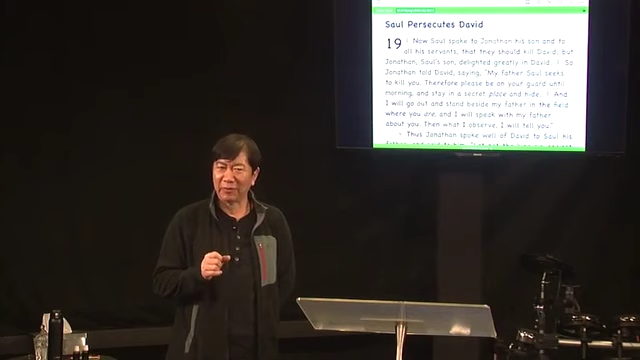 Saul Persecutes David
19 1 Now Saul spoke to Jonathan his son and to
all his servants, that they should kill David; but
Jonathan, Saul's son, delighted greatly in David. 2 So
Jonathan told David, saying, "My father Saul seeks
to kill you. Therefore please be on your guard until
morning, and stay in a secret place and hide. 3 And
I will go out and stand beside my father in the field
where you are, and I will speak with my father
about you. Then what I observe, I will tell you."
4 Thus Jonathan spoke well of David to Saul his